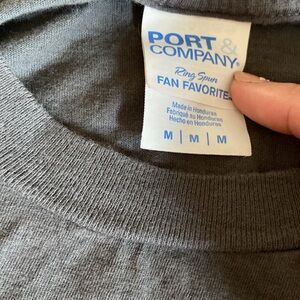 PORT &
COMPANY®
Ring Spun
FAN FAVORITE
Made in Honduras
Fabriqué au Honduras
Hecho en Honduras
M | M | M